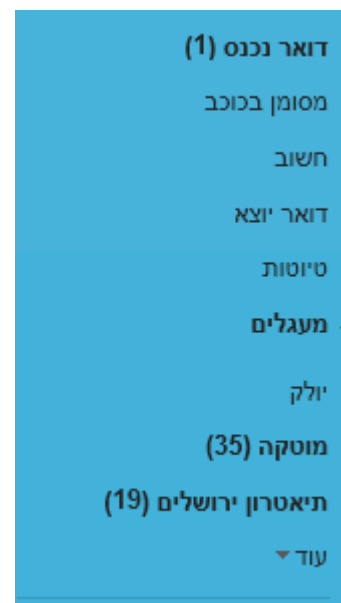 דואר נכנס (1)
מסומן בכוכב
חשוב
דואר יוצא
טיוטות
מעגלים
יולק
מוטקה (35)
תיאטרון ירושלים (19)
עוד